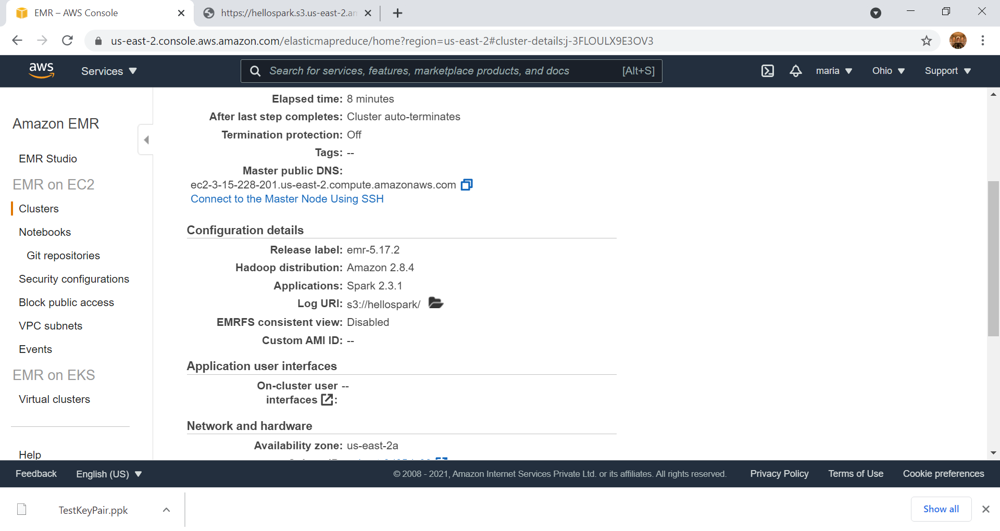 EMR – AWS Console
https://hellospark.s3.us-east-2.am
us-east-2.console.aws.amazon.com/elasticmapreduce/home?region=us-east-2#cluster-details:j-3FLOULX9E3OV3
aws
Services
Search for services, features, marketplace products, and docs [Alt+S]
maria
Ohio
Support
Amazon EMR
EMR Studio
EMR on EC2
Clusters
Notebooks
Git repositories
Security configurations
Block public access
VPC subnets
Events
EMR on EKS
Virtual clusters
Help
Elapsed time: 8 minutes
After last step completes: Cluster auto-terminates
Termination protection: Off
Tags: --
Master public DNS:
ec2-3-15-228-201.us-east-2.compute.amazonaws.com
Connect to the Master Node Using SSH
Configuration details
Release label: emr-5.17.2
Hadoop distribution: Amazon 2.8.4
Applications: Spark 2.3.1
Log URI: s3://hellospark/
EMRFS consistent view: Disabled
Custom AMI ID: --
Application user interfaces
On-cluster user --
interfaces :
Network and hardware
Availability zone: us-east-2a
Feedback
English (US)
© 2008 - 2021, Amazon Internet Services Private Ltd. or its affiliates. All rights reserved.
Privacy Policy
Terms of Use
Cookie preferences
TestKeyPair.ppk
Show all